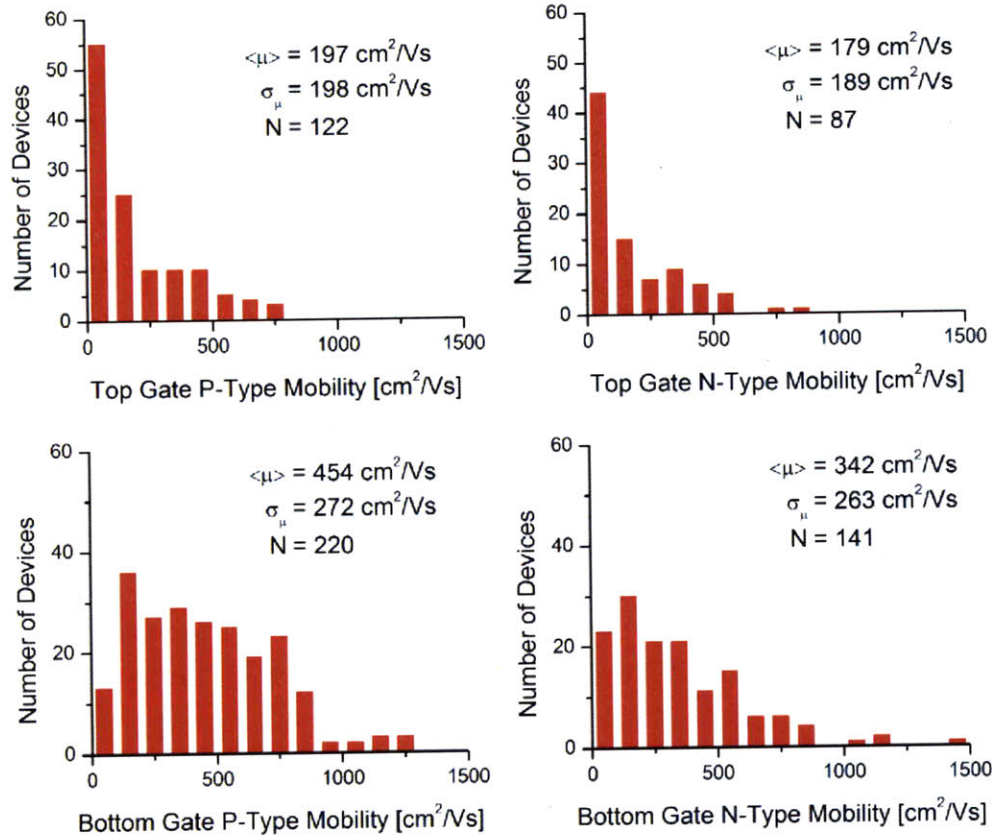 60
50
40
30
20
10
0
Number of Devices
<μ> = 197 cm²/Vs
σμ = 198 cm²/Vs
N = 122
0 500 1000 1500
Top Gate P-Type Mobility [cm²/Vs]
60
50
40
30
20
10
0
Number of Devices
<μ> = 179 cm²/Vs
σμ = 189 cm²/Vs
N = 87
0 500 1000 1500
Top Gate N-Type Mobility [cm²/Vs]
60
40
20
0
Number of Devices
<μ> = 454 cm²/Vs
σμ = 272 cm²/Vs
N = 220
0 500 1000 1500
Bottom Gate P-Type Mobility [cm²/Vs]
60
40
20
0
Number of Devices
<μ> = 342 cm²/Vs
σμ = 263 cm²/Vs
N = 141
0 500 1000 1500
Bottom Gate N-Type Mobility [cm²/Vs]